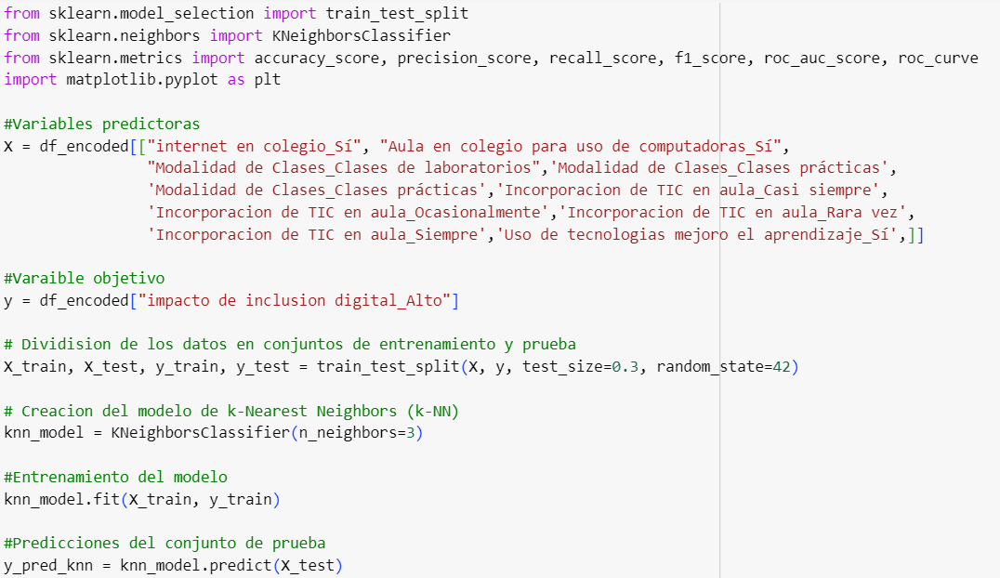 from sklearn.model_selection import train_test_split
from sklearn.neighbors import KNeighborsClassifier
from sklearn.metrics import accuracy_score, precision_score, recall_score, f1_score, roc_auc_score, roc_curve
import matplotlib.pyplot as plt
#Variables predictoras
X = df_encoded[["internet en colegio_Sí", "Aula en colegio para uso de computadoras_Sí",
"Modalidad de Clases_Clases de laboratorios",'Modalidad de Clases_Clases prácticas',
'Modalidad de Clases_Clases prácticas','Incorporacion de TIC en aula_Casi siempre',
'Incorporacion de TIC en aula_Ocasionalmente','Incorporacion de TIC en aula_Rara vez',
'Incorporacion de TIC en aula_Siempre','Uso de tecnologias mejoro el aprendizaje_Sí',]]
#Varaible objetivo
y = df_encoded["impacto de inclusion digital_Alto"]
# Dividision de los datos en conjuntos de entrenamiento y prueba
X_train, X_test, y_train, y_test = train_test_split(X, y, test_size=0.3, random_state=42)
# Creacion del modelo de k-Nearest Neighbors (k-NN)
knn_model = KNeighborsClassifier(n_neighbors=3)
#Entrenamiento del modelo
knn_model.fit(X_train, y_train)
#Predicciones del conjunto de prueba
y_pred_knn = knn_model.predict(X_test)